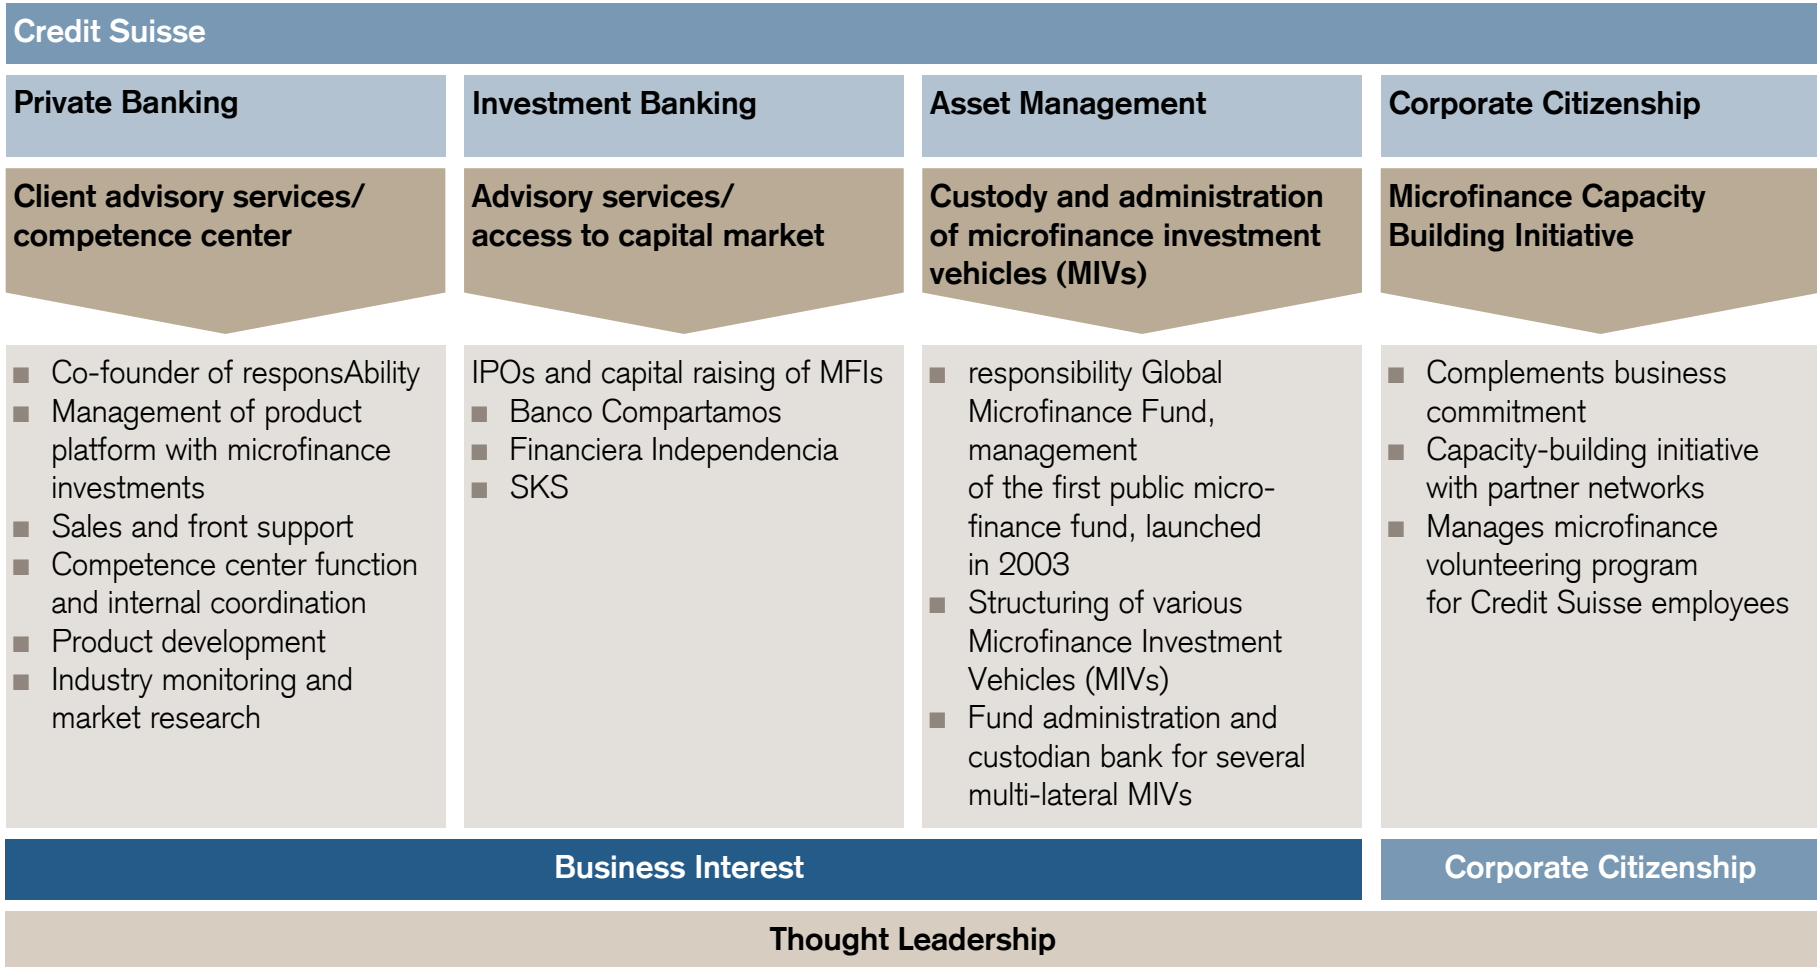 Credit Suisse
Private Banking
Client advisory services/
competence center
■ Co-founder of responsAbility
■ Management of product
platform with microfinance
investments
■ Sales and front support
■ Competence center function
and internal coordination
■ Product development
■ Industry monitoring and
market research
Investment Banking
Advisory services/
access to capital market
IPOs and capital raising of MFIs
■ Banco Compartamos
■ Financiera Independencia
■ SKS
Asset Management
Custody and administration
of microfinance investment
vehicles (MIVs)
■ responsibility Global
Microfinance Fund,
management
of the first public micro-
finance fund, launched
in 2003
■ Structuring of various
Microfinance Investment
Vehicles (MIVs)
■ Fund administration and
custodian bank for several
multi-lateral MIVs
Corporate Citizenship
Microfinance Capacity
Building Initiative
■ Complements business
commitment
■ Capacity-building initiative
with partner networks
■ Manages microfinance
volunteering program
for Credit Suisse employees
Business Interest
Corporate Citizenship
Thought Leadership